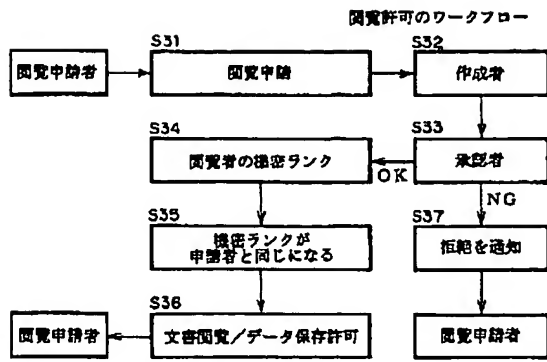 閲覧許可のワークフロー
S31
S32
閲覧申請者
閲覧申請
作成者
S34
S33
閲覧者の機密ランク
承認者
OK
NG
S35
S37
機密ランクが
申請者と同じになる
拒絶を通知
S36
閲覧申請者
文書閲覧/データ保存許可
閲覧申請者